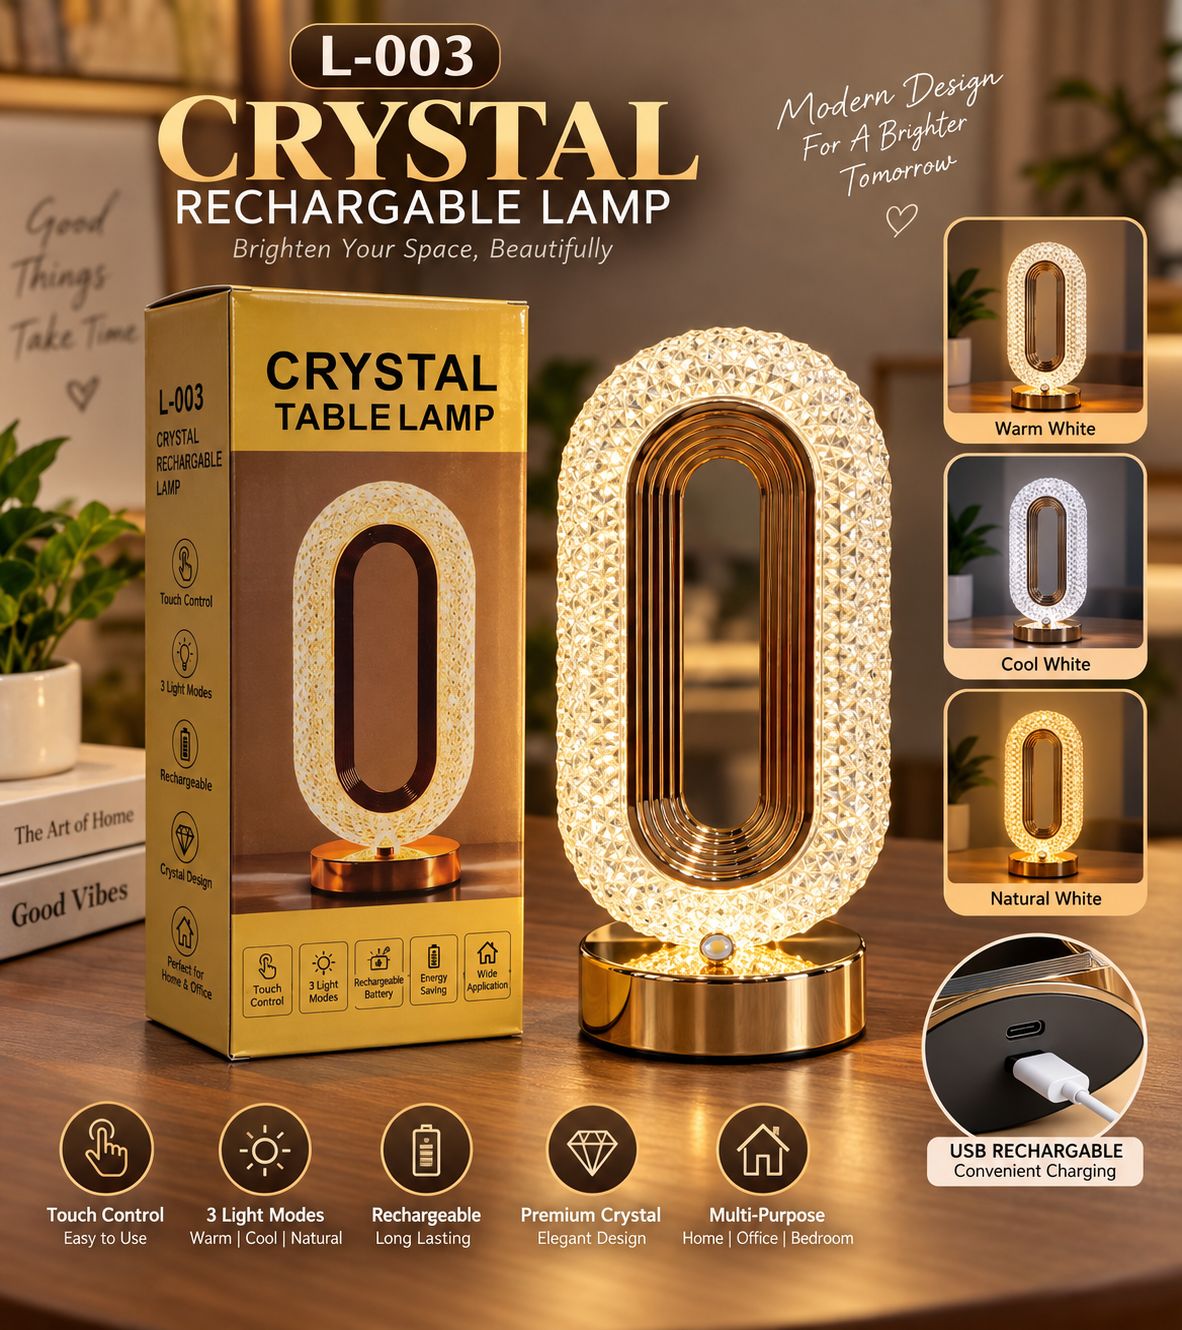 L-003
CRYSTAL
RECHARGABLE LAMP
Brighten Your Space, Beautifully
Modern Design
For A Brighter
Tomorrow
Good
Things
Take Time
CRYSTAL
TABLE LAMP
L-003
CRYSTAL
RECHARGABLE
LAMP
Touch Control
3 Light Modes
Rechargeable
Crystal Design
Perfect for
Home & Office
Touch
Control
3 Light
Modes
Rechargeable
Battery
Energy
Saving
Wide
Application
The Art of Home
Good Vibes
Warm White
Cool White
Natural White
USB RECHARGABLE
Convenient Charging
Touch Control
Easy to Use
3 Light Modes
Warm | Cool | Natural
Rechargeable
Long Lasting
Premium Crystal
Elegant Design
Multi-Purpose
Home | Office | Bedroom